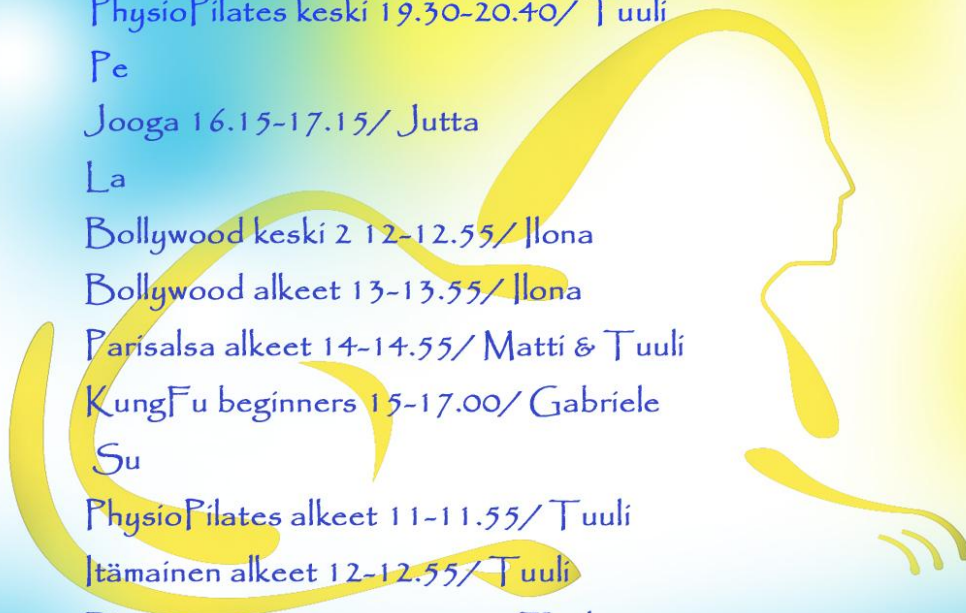 PhysioPilates keski 19.30-20.40/ Tuuli
Pe
Jooga 16.15-17.15/ Jutta
La
Bollywood keski 2 12-12.55/ Ilona
Bollywood alkeet 13-13.55/ Ilona
Parisalsa alkeet 14-14.55/ Matti & Tuuli
KungFu beginners 15-17.00/ Gabriele
Su
PhysioPilates alkeet 11-11.55/ Tuuli
Itämainen alkeet 12-12.55/ Tuuli